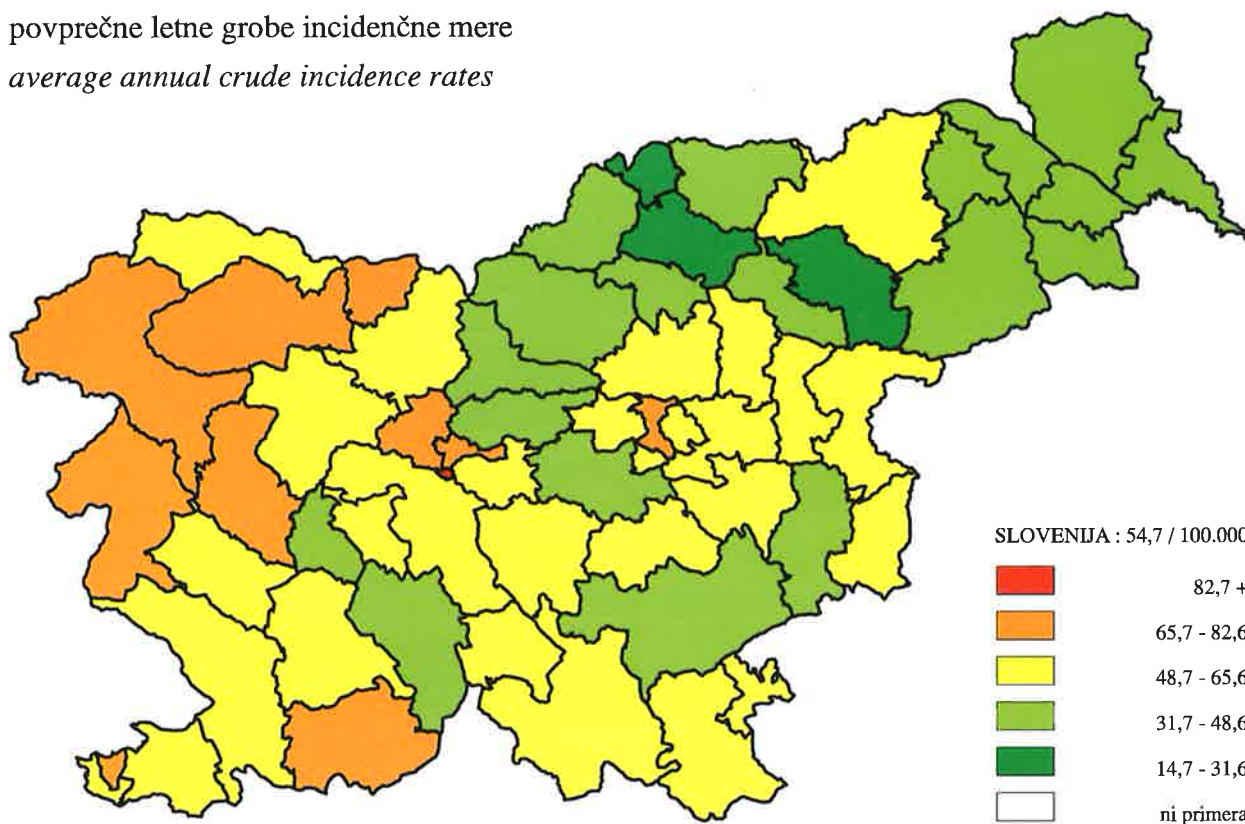 povprečne letne grobe incidenčne mere
average annual crude incidence rates
SLOVENIJA : 54,7 / 100.000
82,7 +
65,7 - 82,6
48,7 - 65,6
31,7 - 48,6
14,7 - 31,6
ni primera